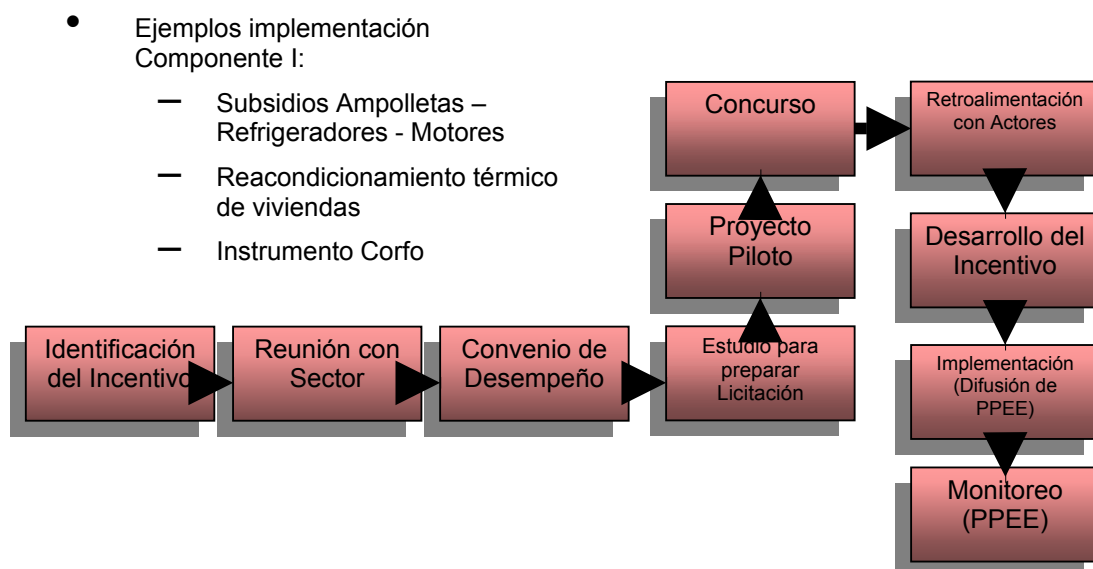 • Ejemplos implementación
Componente I:
– Subsidios Ampolletas –
Refrigeradores - Motores
– Reacondicionamiento térmico
de viviendas
– Instrumento Corfo
Identificación
del Incentivo
Reunión con
Sector
Convenio de
Desempeño
Estudio para
preparar
Licitación
Proyecto
Piloto
Concurso
Retroalimentación
con Actores
Desarrollo del
Incentivo
Implementación
(Difusión de
PPEE)
Monitoreo
(PPEE)